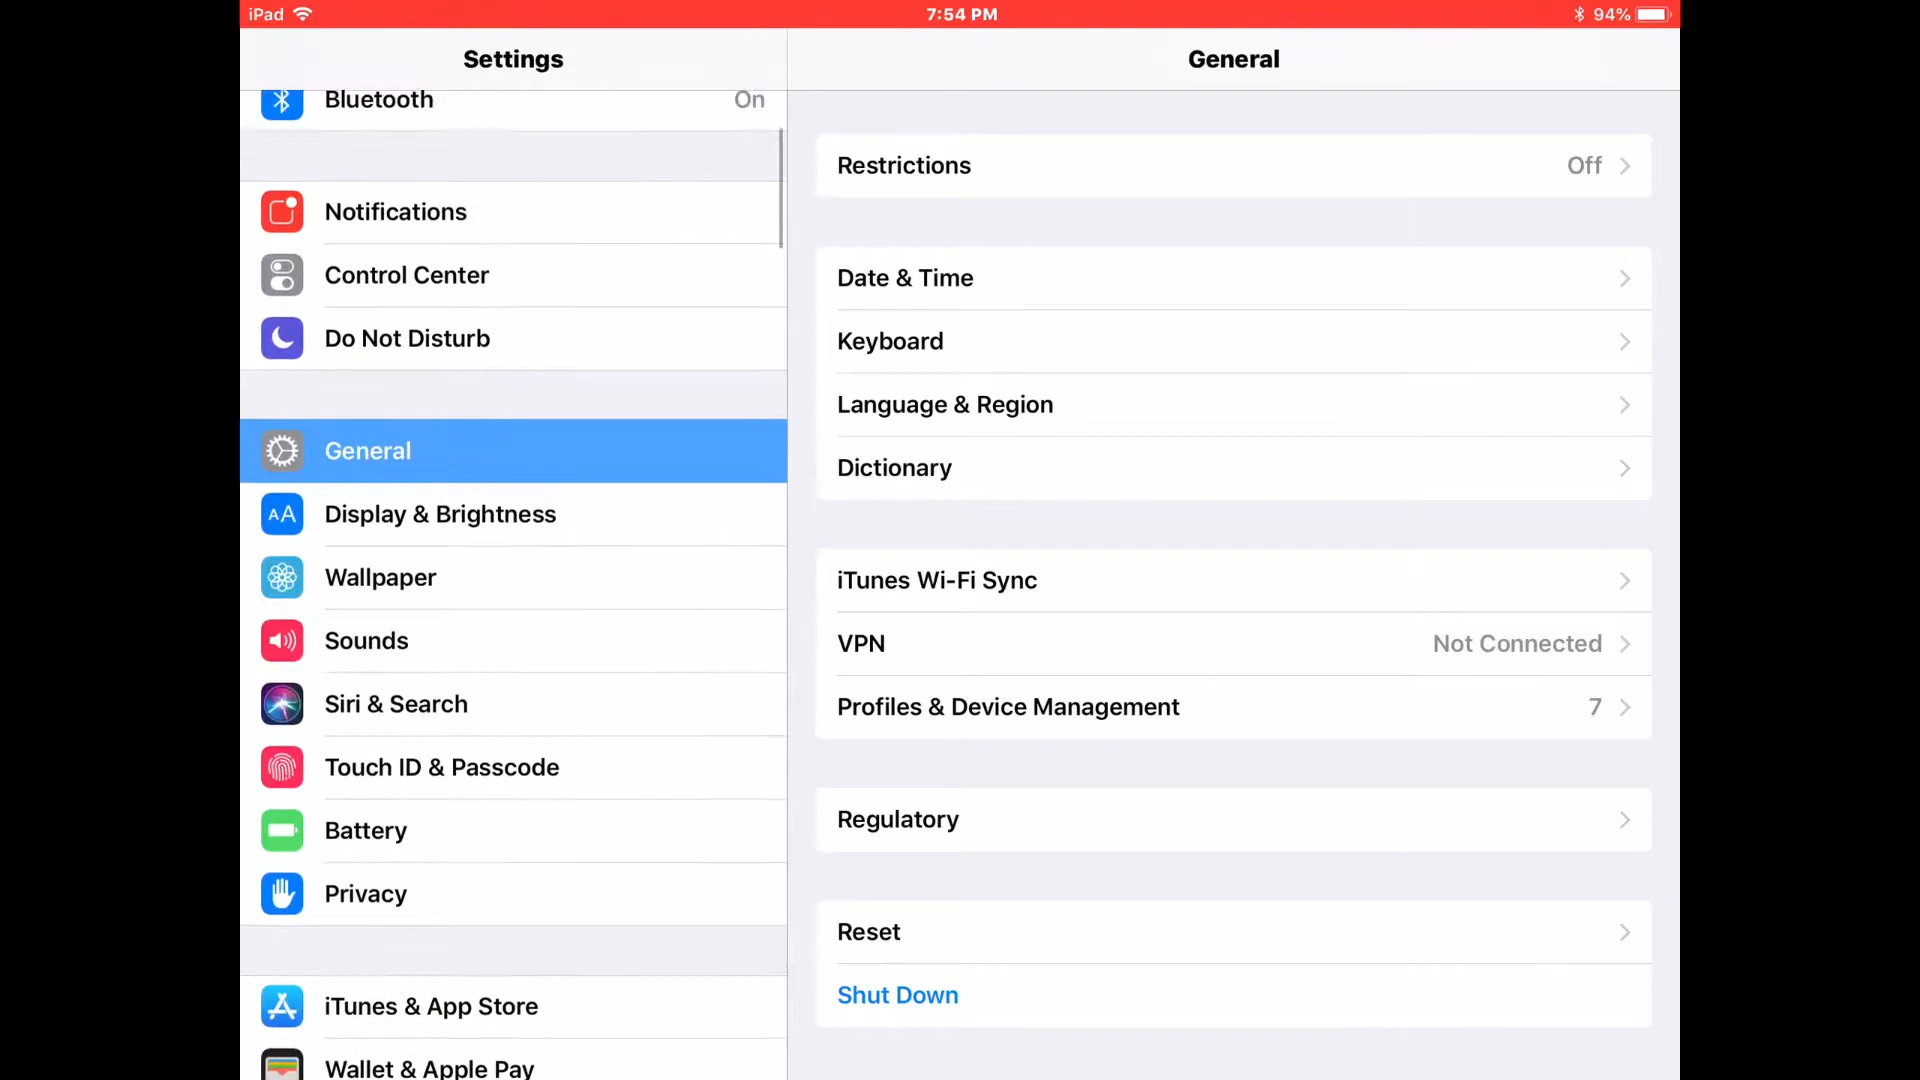 iPad
7:54 PM
94%
Settings
General
Bluetooth
On
Notifications
Control Center
Do Not Disturb
General
AA
Display & Brightness
Wallpaper
Sounds
Siri & Search
Touch ID & Passcode
Battery
Privacy
iTunes & App Store
Wallet & Apple Pay
Restrictions
Off
Date & Time
Keyboard
Language & Region
Dictionary
iTunes Wi-Fi Sync
VPN
Not Connected
Profiles & Device Management
7
Regulatory
Reset
Shut Down